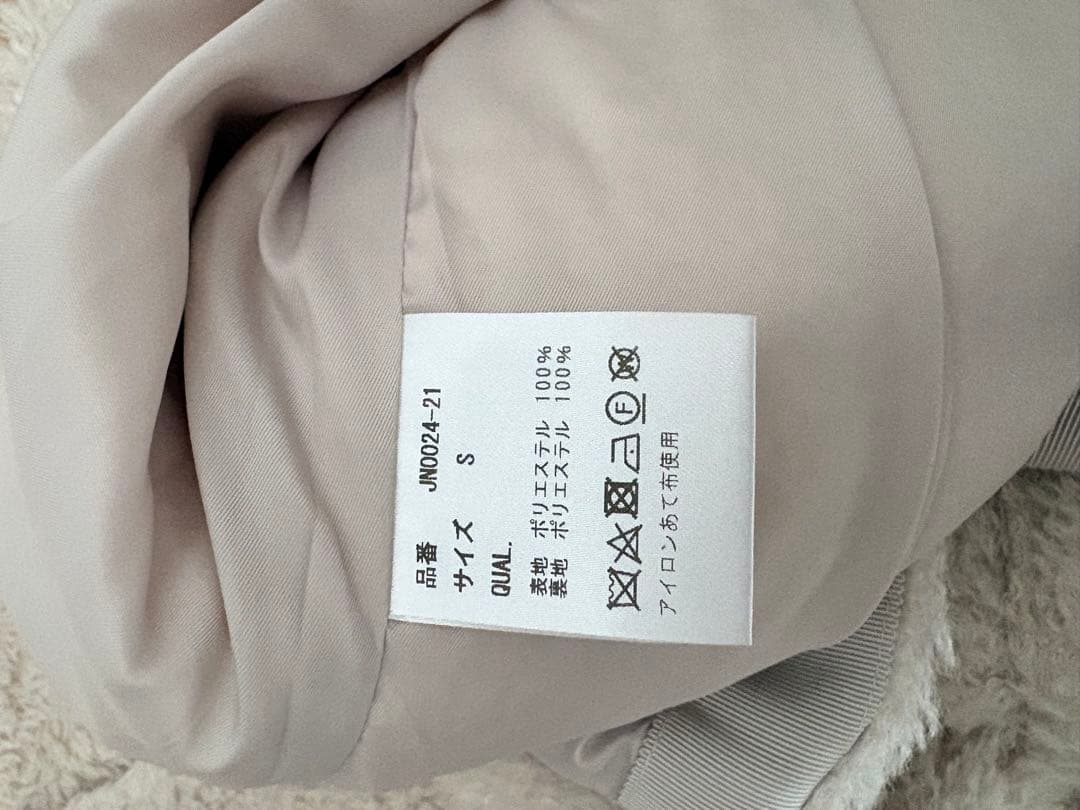 品番 JN0024-21
サイズ S
QUAL.
表地 ポリエステル 100%
裏地 ポリエステル 100%
F W
アイロンあて布使用